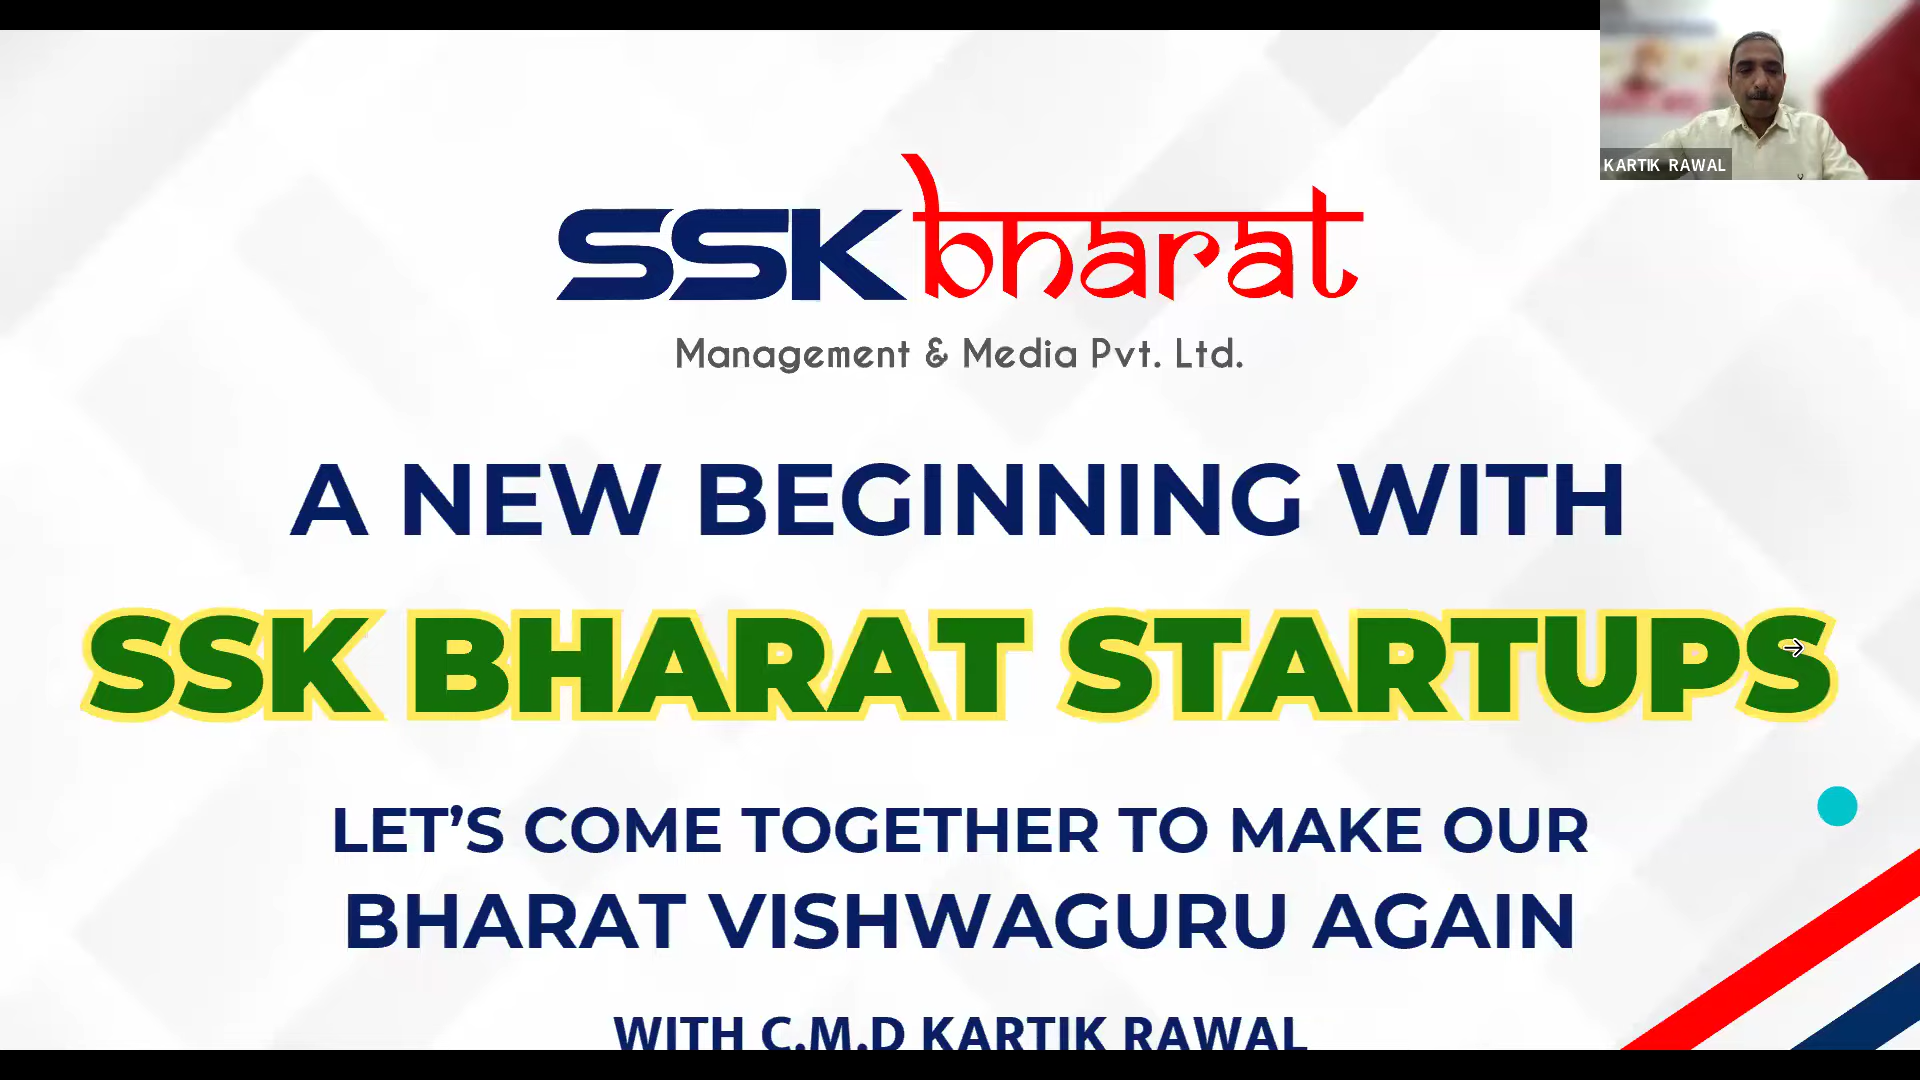 KARTIK RAWAL
SSK bharat
Management & Media Pvt. Ltd.
A NEW BEGINNING WITH
SSK BHARAT STARTUPS
LET’S COME TOGETHER TO MAKE OUR
BHARAT VISHWAGURU AGAIN
WITH C.M.D KARTIK RAWAL